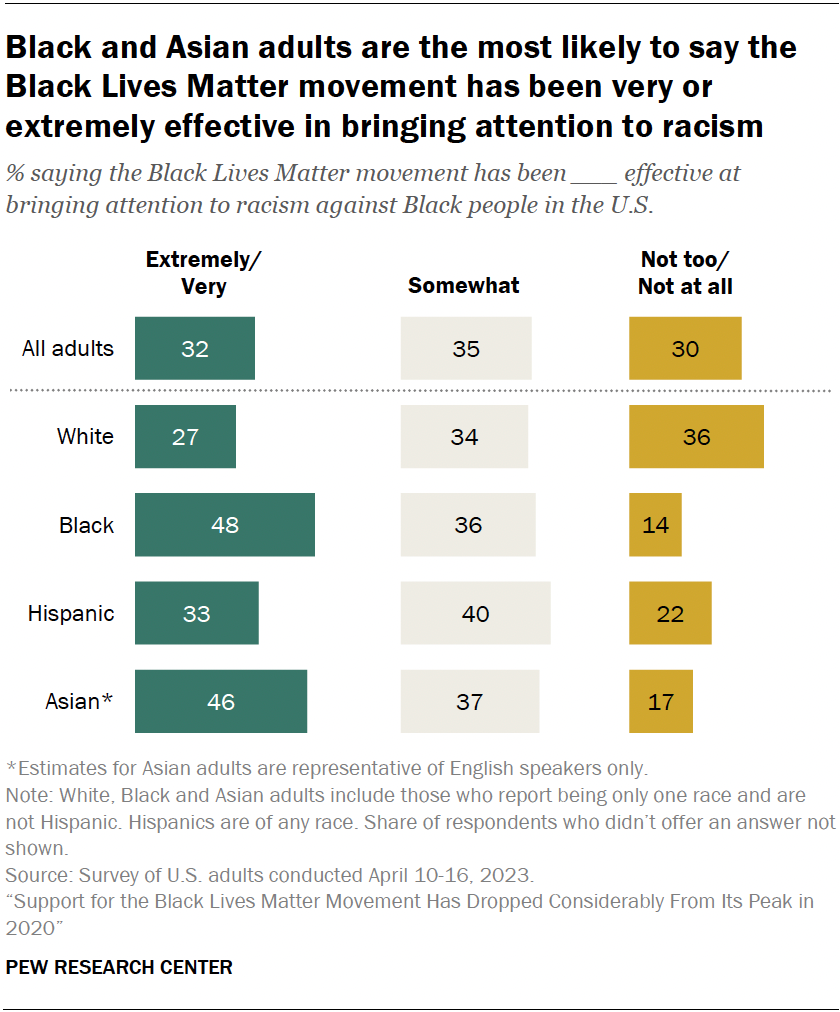 Black and Asian adults are the most likely to say the
Black Lives Matter movement has been very or
extremely effective in bringing attention to racism
% saying the Black Lives Matter movement has been ___ effective at
bringing attention to racism against Black people in the U.S.
Extremely/
Very
Somewhat
Not too/
Not at all
All adults 32 35 30
White 27 34 36
Black 48 36 14
Hispanic 33 40 22
Asian* 46 37 17
*Estimates for Asian adults are representative of English speakers only.
Note: White, Black and Asian adults include those who report being only one race and are
not Hispanic. Hispanics are of any race. Share of respondents who didn’t offer an answer not
shown.
Source: Survey of U.S. adults conducted April 10-16, 2023.
“Support for the Black Lives Matter Movement Has Dropped Considerably From Its Peak in
2020”
PEW RESEARCH CENTER